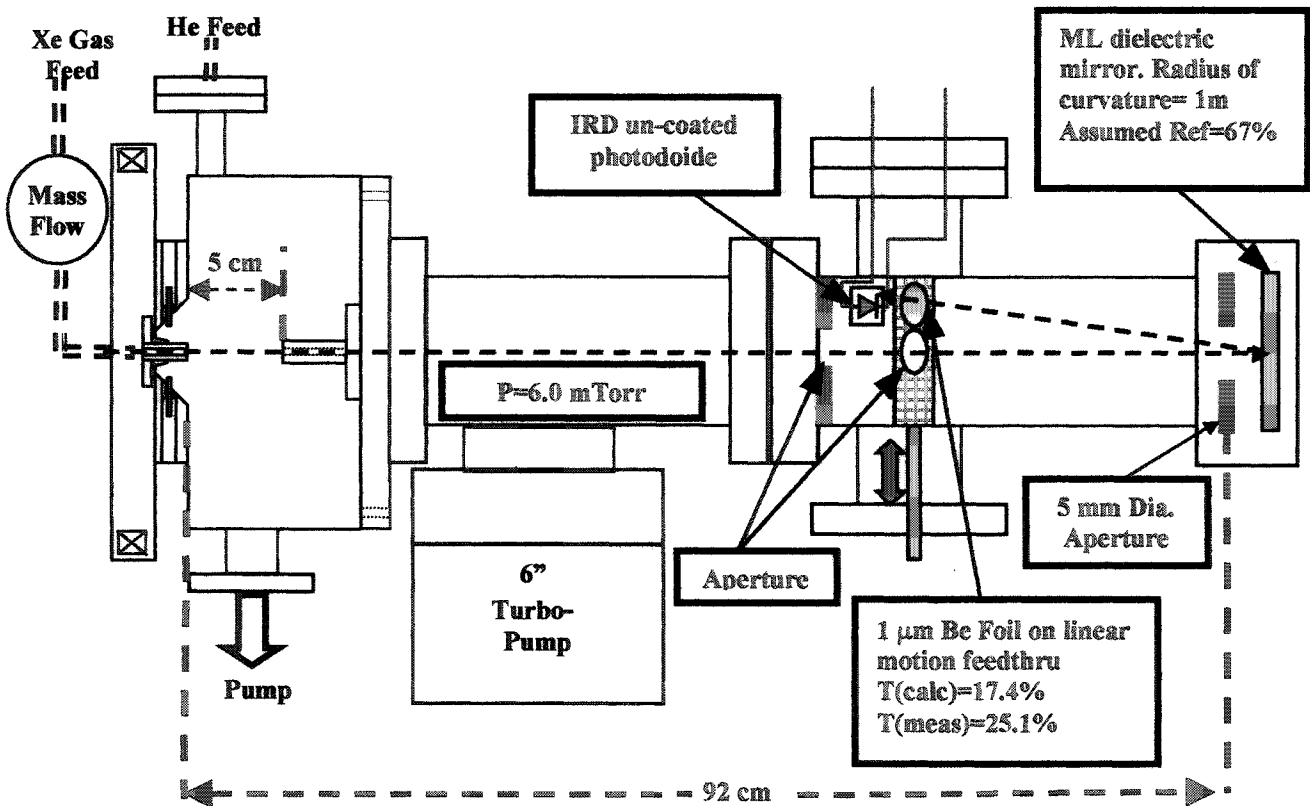 Xe Gas
Feed
He Feed
Mass
Flow
5 cm
IRD un-coated
photodoide
ML dielectric
mirror. Radius of
curvature= 1m
Assumed Ref=67%
P=6.0 mTorr
6”
Turbo-
Pump
Pump
Aperture
5 mm Dia.
Aperture
1 µm Be Foil on linear
motion feedthru
T(calc)=17.4%
T(meas)=25.1%
92 cm